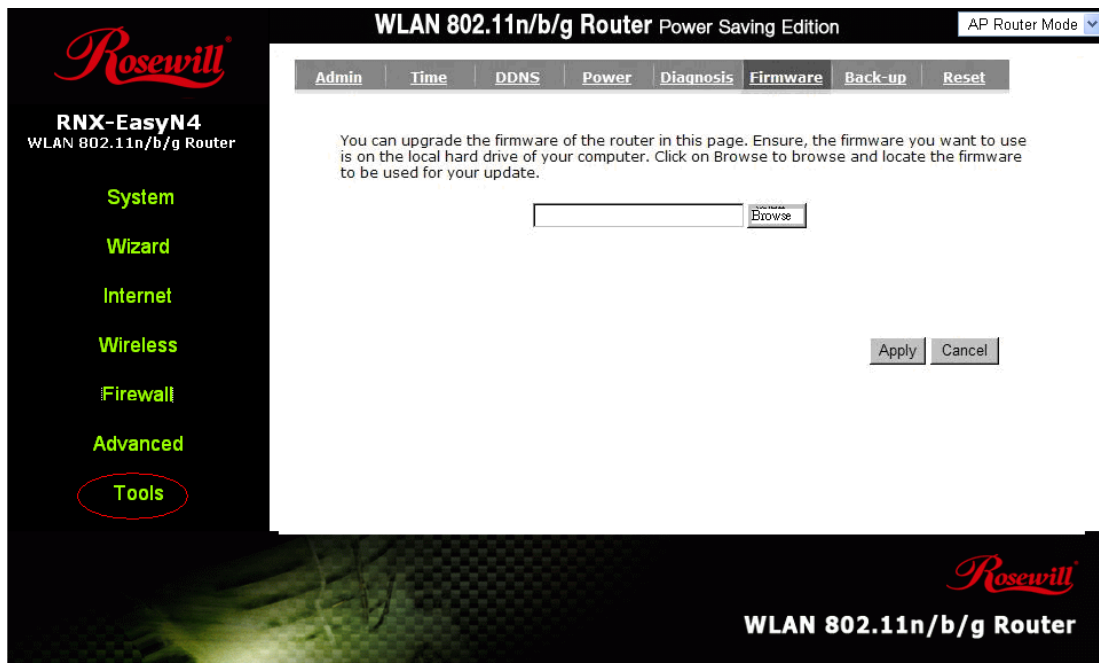 Rosewill
WLAN 802.11n/b/g Router Power Saving Edition
AP Router Mode
RNX-EasyN4
WLAN 802.11n/b/g Router
Admin Time DDNS Power Diagnosis Firmware Back-up Reset
You can upgrade the firmware of the router in this page. Ensure, the firmware you want to use
is on the local hard drive of your computer. Click on Browse to browse and locate the firmware
to be used for your update.
Browse
Apply Cancel
System
Wizard
Internet
Wireless
Firewall
Advanced
Tools
Rosewill
WLAN 802.11n/b/g Router